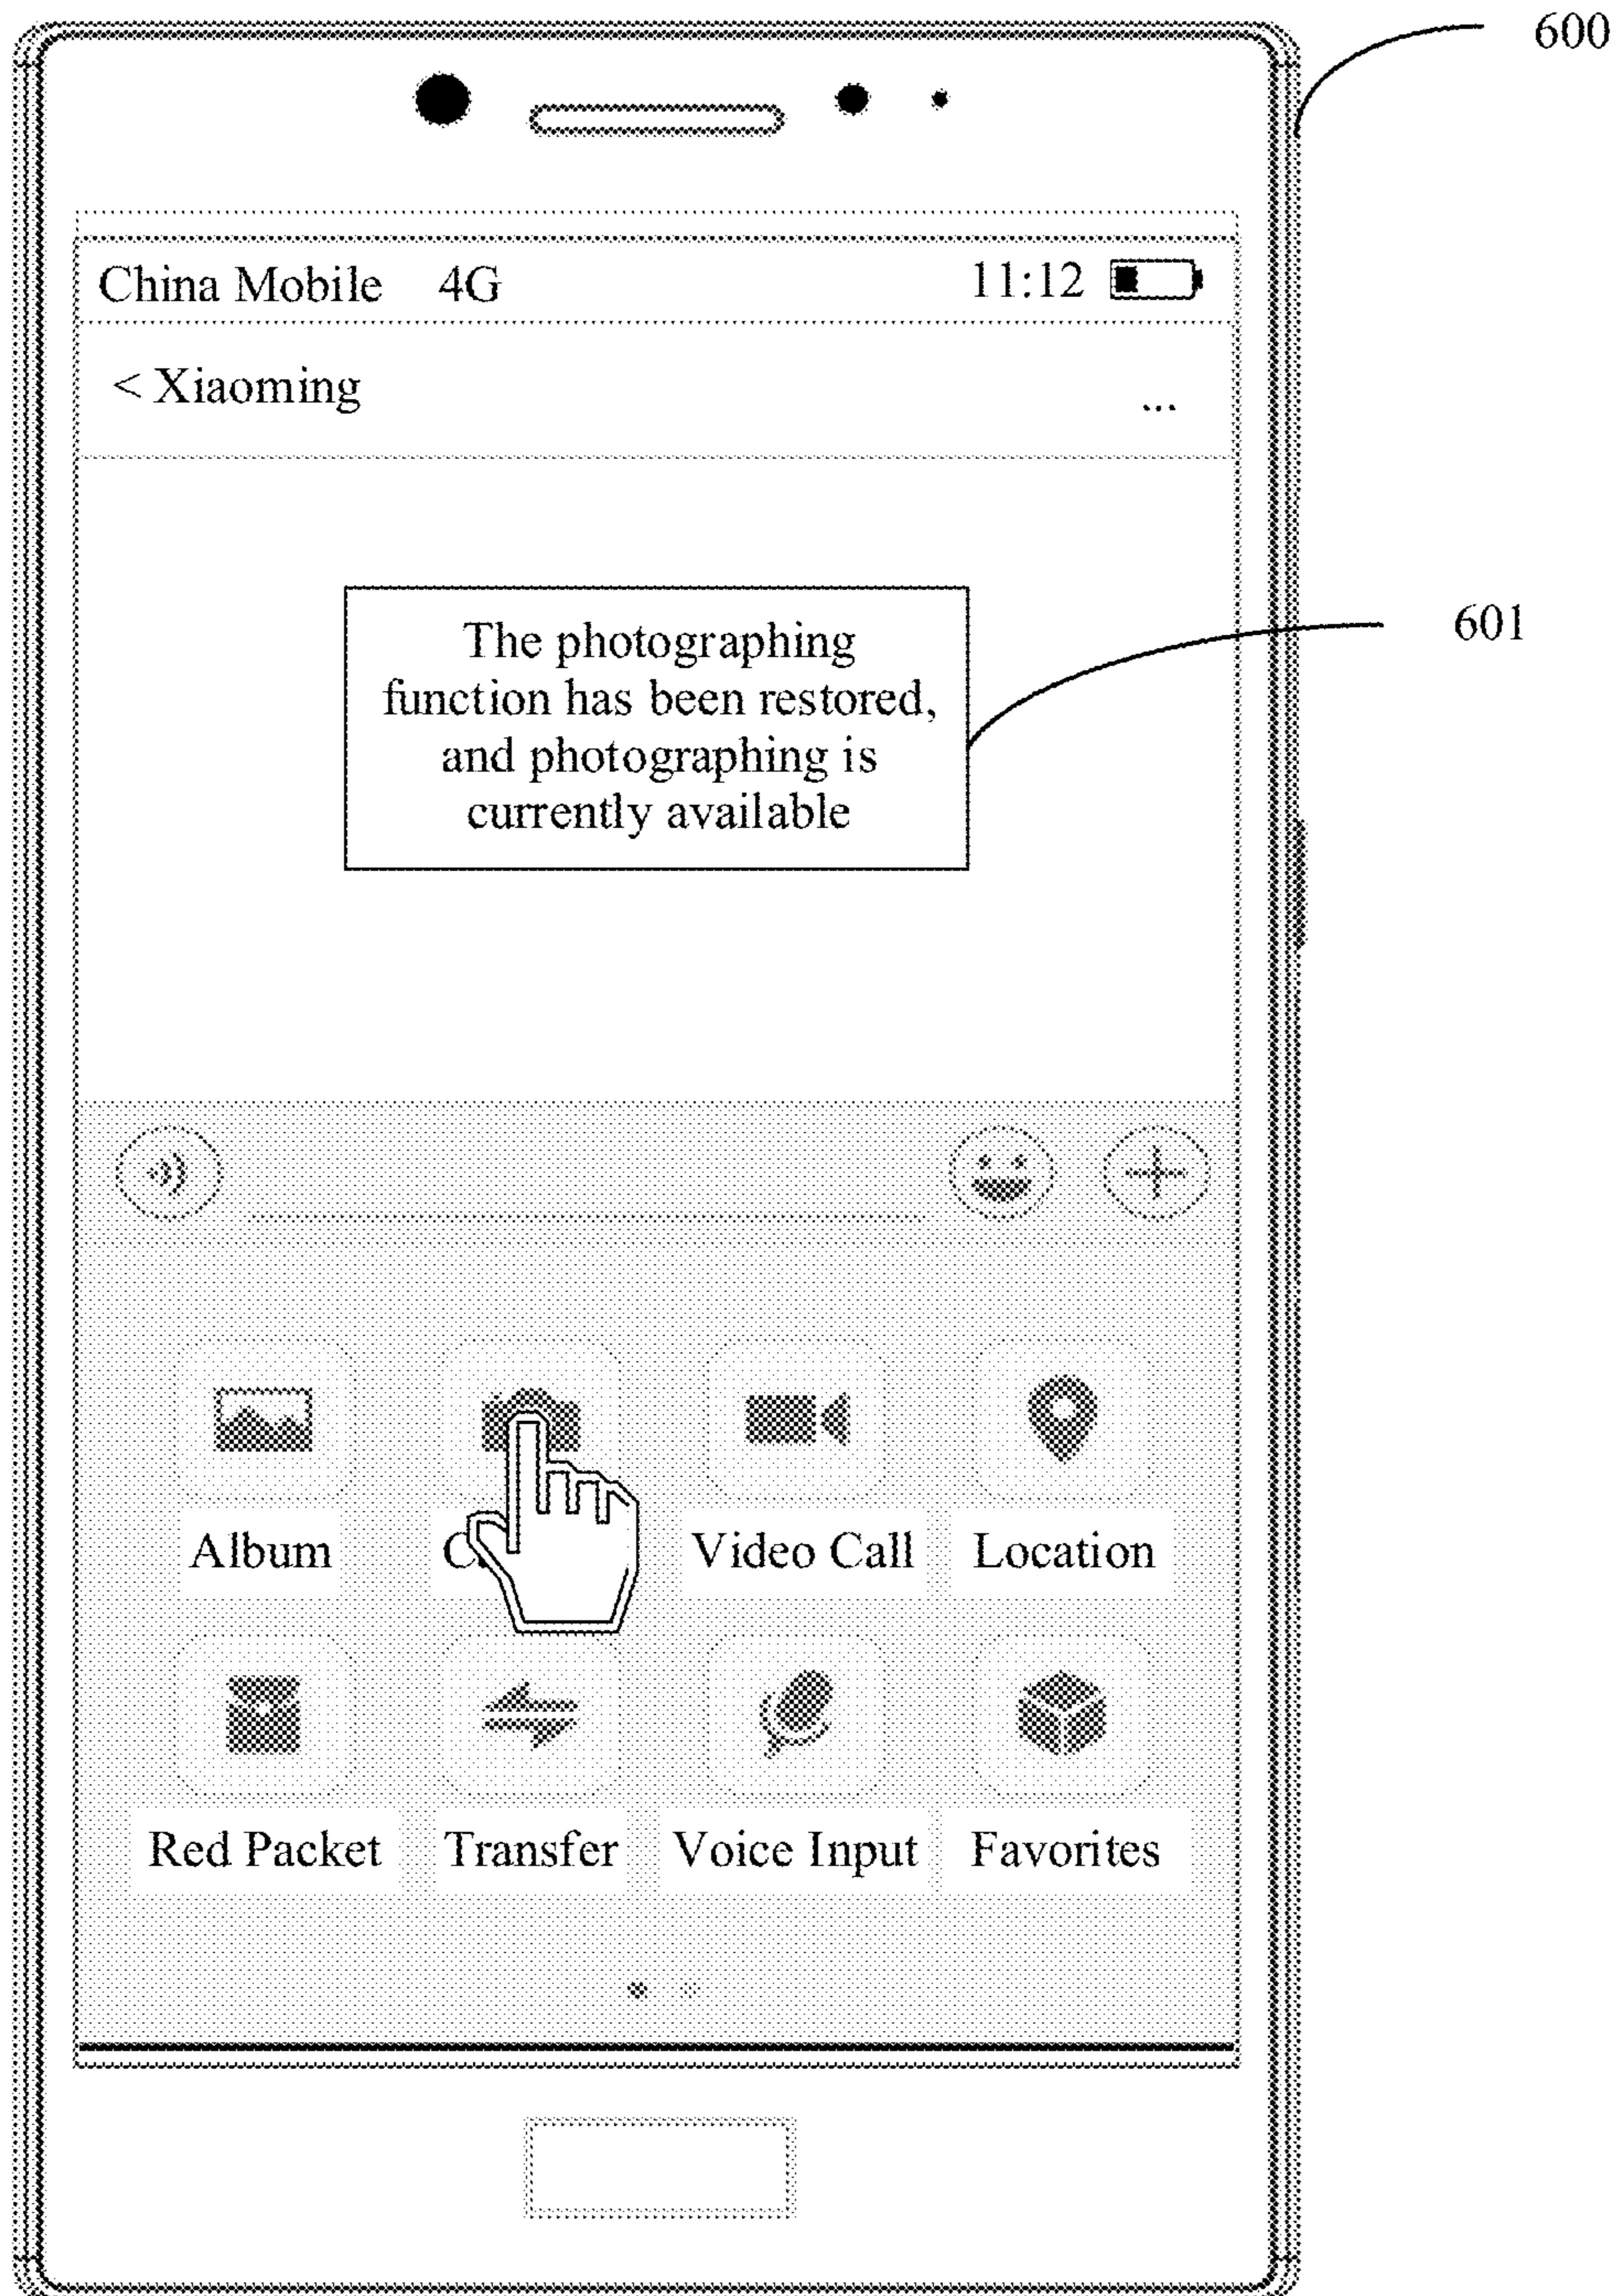 600
China Mobile 4G 11:12
< Xiaoming ...
The photographing
function has been restored,
and photographing is
currently available
601
Album Video Call Location
Red Packet Transfer Voice Input Favorites